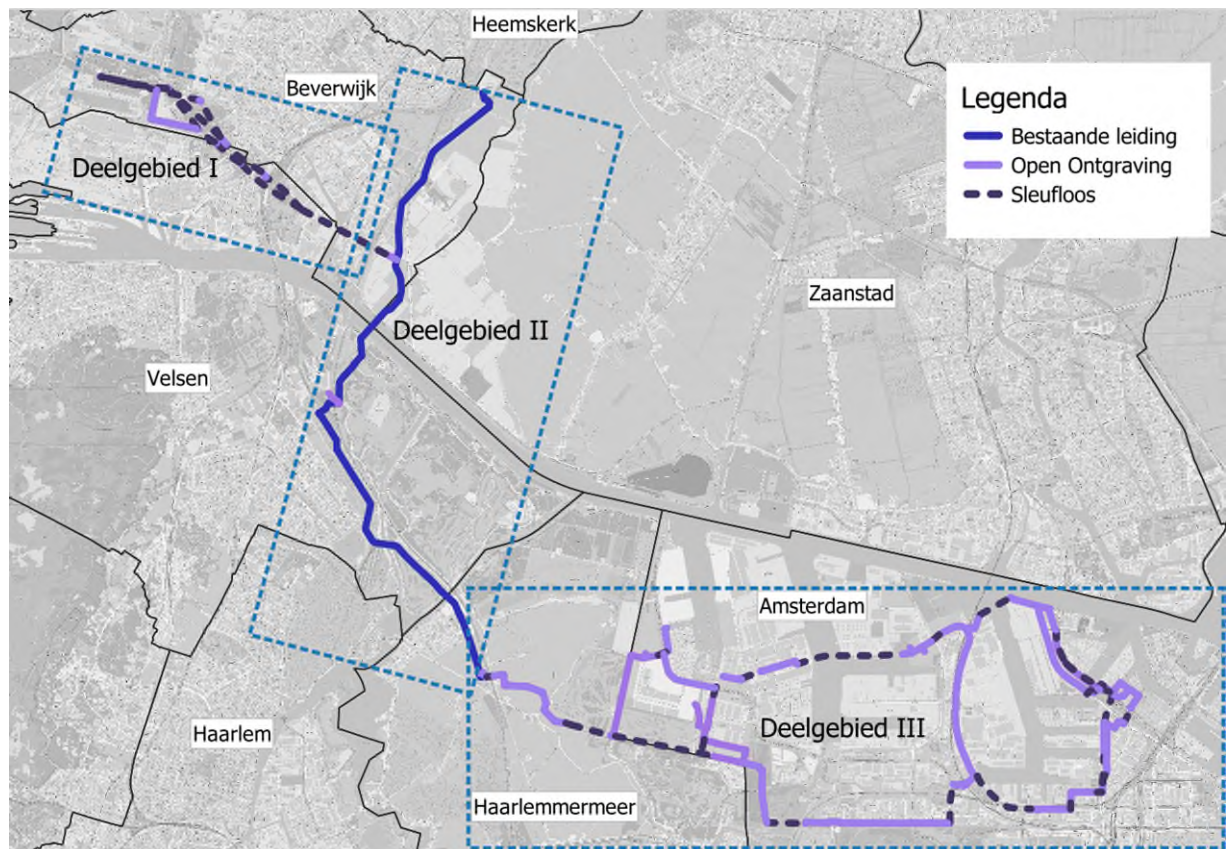 Heemskerk
Beverwijk
Legenda
Bestaande leiding
Open Ontgraving
Sleufloos
Deelgebied I
Zaanstad
Deelgebied II
Velsen
Amsterdam
Deelgebied III
Haarlem
Haarlemmermeer